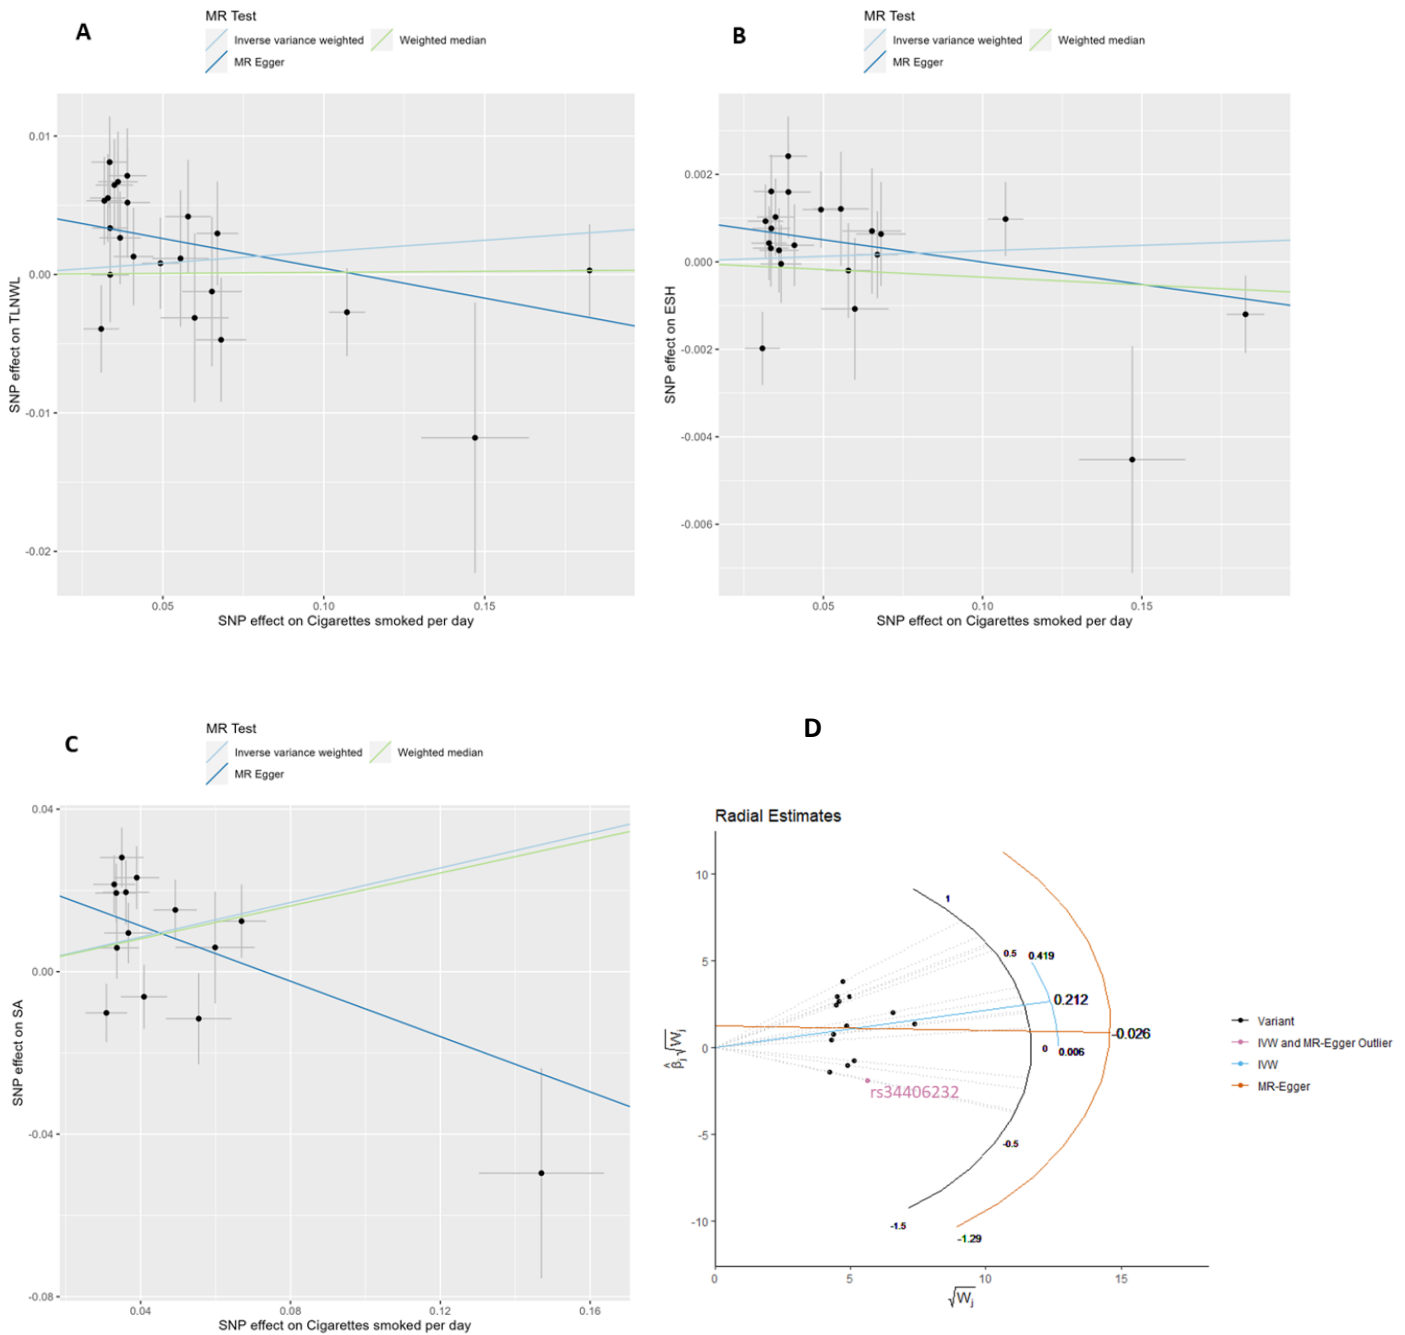 A
MR Test
Inverse variance weighted
Weighted median
MR Egger
0.01
0.00
-0.01
-0.02
SNP effect on TLNWL
0.05
0.10
0.15
SNP effect on Cigarettes smoked per day
B
MR Test
Inverse variance weighted
Weighted median
MR Egger
0.002
0.000
-0.002
-0.004
-0.006
SNP effect on ESH
0.05
0.10
0.15
SNP effect on Cigarettes smoked per day
C
MR Test
Inverse variance weighted
Weighted median
MR Egger
0.04
0.00
-0.04
-0.08
SNP effect on SA
0.04
0.08
0.12
0.16
SNP effect on Cigarettes smoked per day
D
Radial Estimates
10
5
0
-5
-10
β̂j√Wj
1
0.5
0.419
0.212
-0.026
0
0.006
rs34406232
-0.5
-1.5
-1.29
0
5
10
15
√Wj
Variant
IVW and MR-Egger Outlier
IVW
MR-Egger